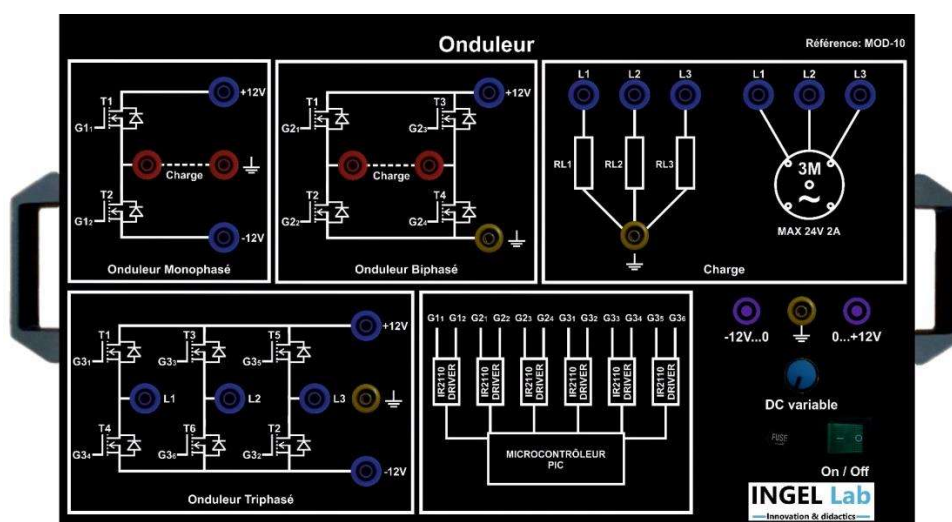 Onduleur
Référence: MOD-10
T1
G1₁
+12V
Charge
T2
G1₂
-12V
Onduleur Monophasé
T1
T3
+12V
G2₁
G2₃
Charge
T2
T4
G2₂
G2₄
Onduleur Biphasé
L1 L2 L3
L1 L2 L3
RL1 RL2 RL3
3M
~
MAX 24V 2A
Charge
T1 T3 T5
+12V
G3₁ G3₃ G3₅
L1 L2 L3
T4 T6 T2
G3₄ G3₆ G3₂
-12V
Onduleur Triphasé
G1₁ G1₂ G2₁ G2₂ G2₃ G2₄ G3₁ G3₂ G3₃ G3₄ G3₅ G3₆
IR2110 DRIVER
IR2110 DRIVER
IR2110 DRIVER
IR2110 DRIVER
IR2110 DRIVER
IR2110 DRIVER
MICROCONTRÔLEUR
PIC
-12V...0
0...+12V
DC variable
FUSE
– O
On / Off
INGEL Lab
Innovation & didactics